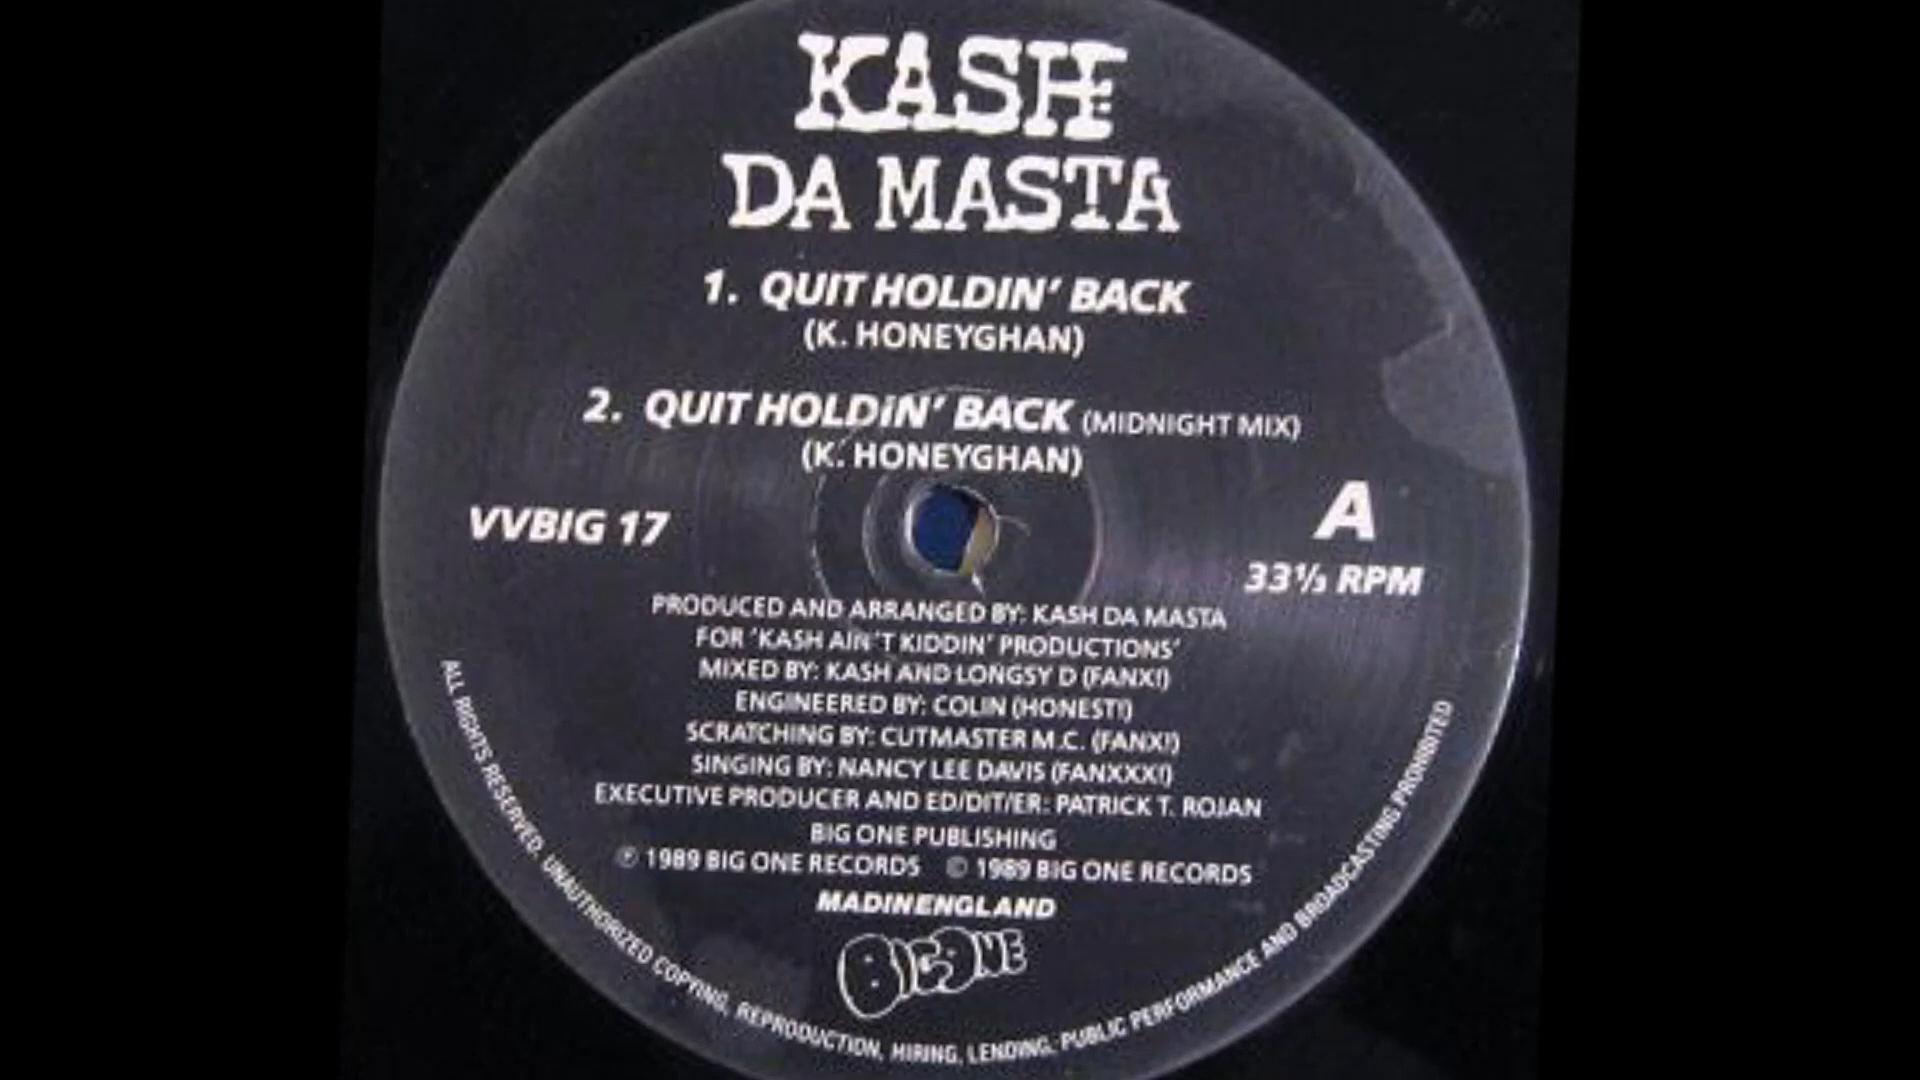 KASH
DA MASTA
1. QUIT HOLDIN' BACK
(K. HONEYGHAN)
2. QUIT HOLDIN' BACK (MIDNIGHT MIX)
(K. HONEYGHAN)
VVBIG 17
A
33⅓ RPM
PRODUCED AND ARRANGED BY: KASH DA MASTA
FOR 'KASH AIN'T KIDDIN' PRODUCTIONS'
MIXED BY: KASH AND LONGSY D (FANX!)
ENGINEERED BY: COLIN (HONEST!)
SCRATCHING BY: CUTMASTER M.C. (FANX!)
SINGING BY: NANCY LEE DAVIS (FANXXX!)
EXECUTIVE PRODUCER AND ED/DIT/ER: PATRICK T. ROJAN
BIG ONE PUBLISHING
℗ 1989 BIG ONE RECORDS © 1989 BIG ONE RECORDS
MADINENGLAND
BIG ONE
ALL RIGHTS RESERVED. UNAUTHORIZED COPYING, REPRODUCTION, HIRING, LENDING, PUBLIC PERFORMANCE AND BROADCASTING PROHIBITED